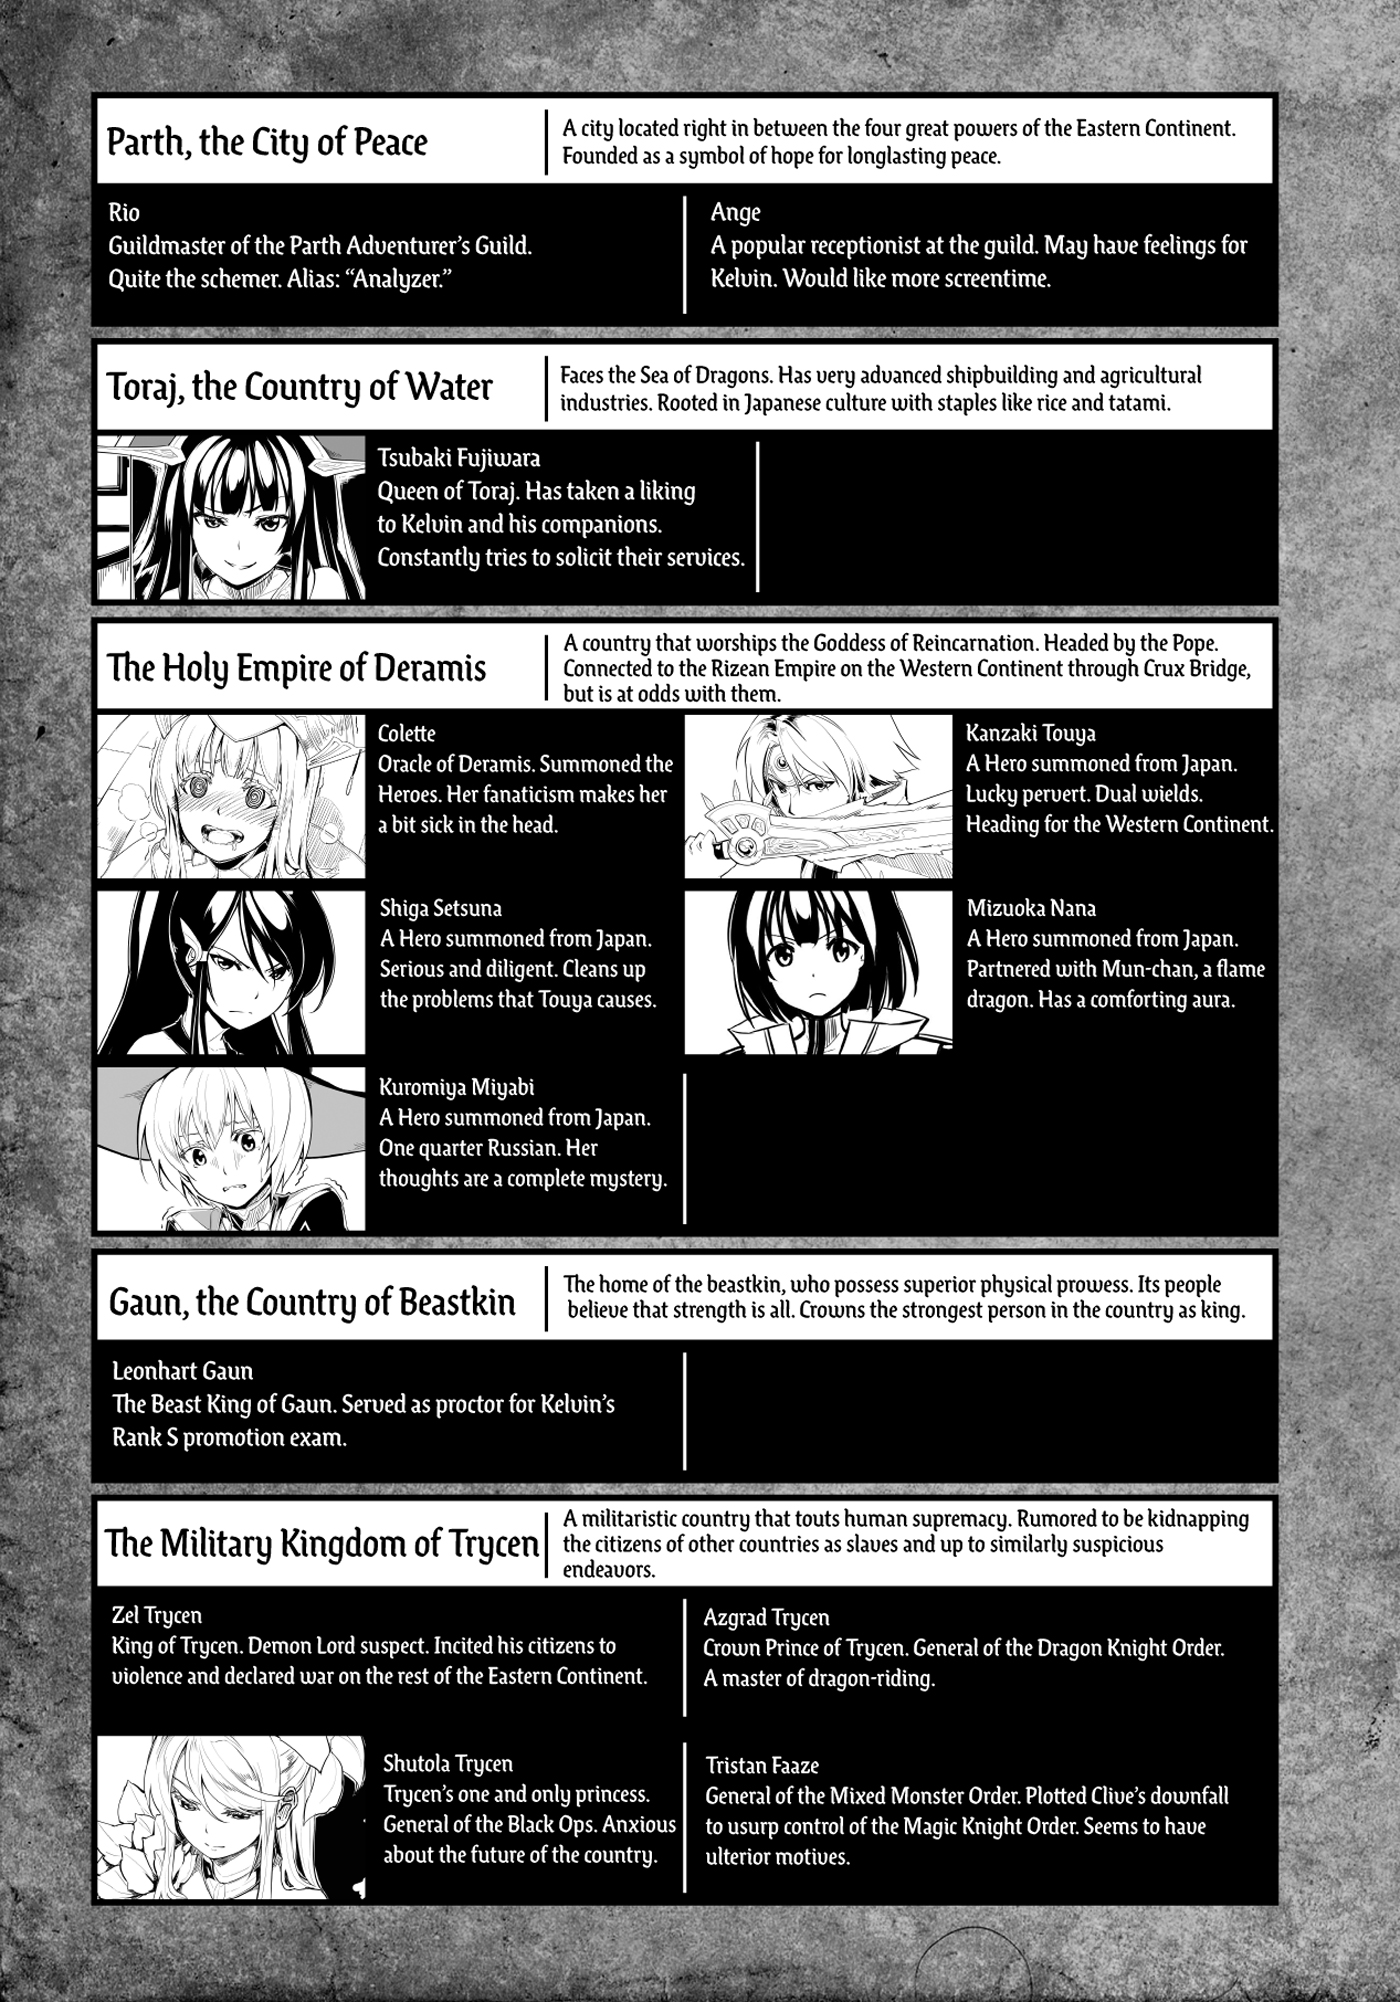 Parth, the City of Peace
A city located right in between the four great powers of the Eastern Continent.
Founded as a symbol of hope for longlasting peace.
Rio
Guildmaster of the Parth Adventurer's Guild.
Quite the schemer. Alias: “Analyzer.”
Ange
A popular receptionist at the guild. May have feelings for
Kelvin. Would like more screentime.
Toraj, the Country of Water
Faces the Sea of Dragons. Has very advanced shipbuilding and agricultural
industries. Rooted in Japanese culture with staples like rice and tatami.
Tsubaki Fujiwara
Queen of Toraj. Has taken a liking
to Kelvin and his companions.
Constantly tries to solicit their services.
The Holy Empire of Deramis
A country that worships the Goddess of Reincarnation. Headed by the Pope.
Connected to the Rizean Empire on the Western Continent through Crux Bridge,
but is at odds with them.
Colette
Oracle of Deramis. Summoned the
Heroes. Her fanaticism makes her
a bit sick in the head.
Kanzaki Touya
A Hero summoned from Japan.
Lucky pervert. Dual wields.
Heading for the Western Continent.
Shiga Setsuna
A Hero summoned from Japan.
Serious and diligent. Cleans up
the problems that Touya causes.
Mizuoka Nana
A Hero summoned from Japan.
Partnered with Mun-chan, a flame
dragon. Has a comforting aura.
Kuromiya Miyabi
A Hero summoned from Japan.
One quarter Russian. Her
thoughts are a complete mystery.
Gaun, the Country of Beastkin
The home of the beastkin, who possess superior physical prowess. Its people
believe that strength is all. Crowns the strongest person in the country as king.
Leonhart Gaun
The Beast King of Gaun. Served as proctor for Kelvin's
Rank S promotion exam.
The Military Kingdom of Trycen
A militaristic country that touts human supremacy. Rumored to be kidnapping
the citizens of other countries as slaves and up to similarly suspicious
endeavors.
Zel Trycen
King of Trycen. Demon Lord suspect. Incited his citizens to
violence and declared war on the rest of the Eastern Continent.
Azgrad Trycen
Crown Prince of Trycen. General of the Dragon Knight Order.
A master of dragon-riding.
Shutola Trycen
Trycen's one and only princess.
General of the Black Ops. Anxious
about the future of the country.
Tristan Faaze
General of the Mixed Monster Order. Plotted Clive's downfall
to usurp control of the Magic Knight Order. Seems to have
ulterior motives.